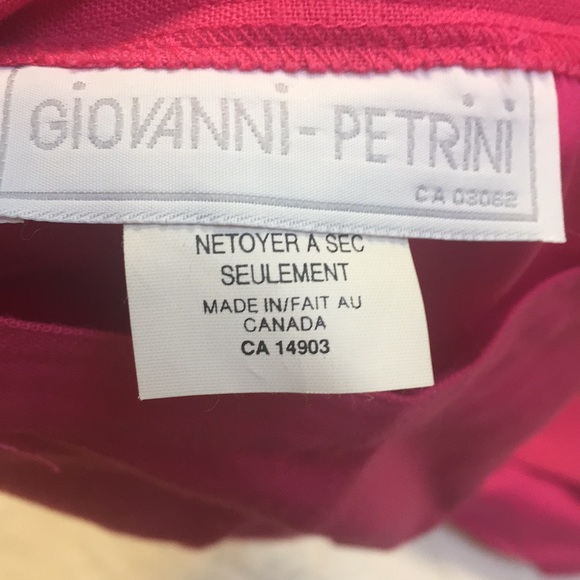 GiOVANNi-PETRiNi
CA 03062
NETOYER A SEC
SEULEMENT
MADE IN/FAIT AU
CANADA
CA 14903